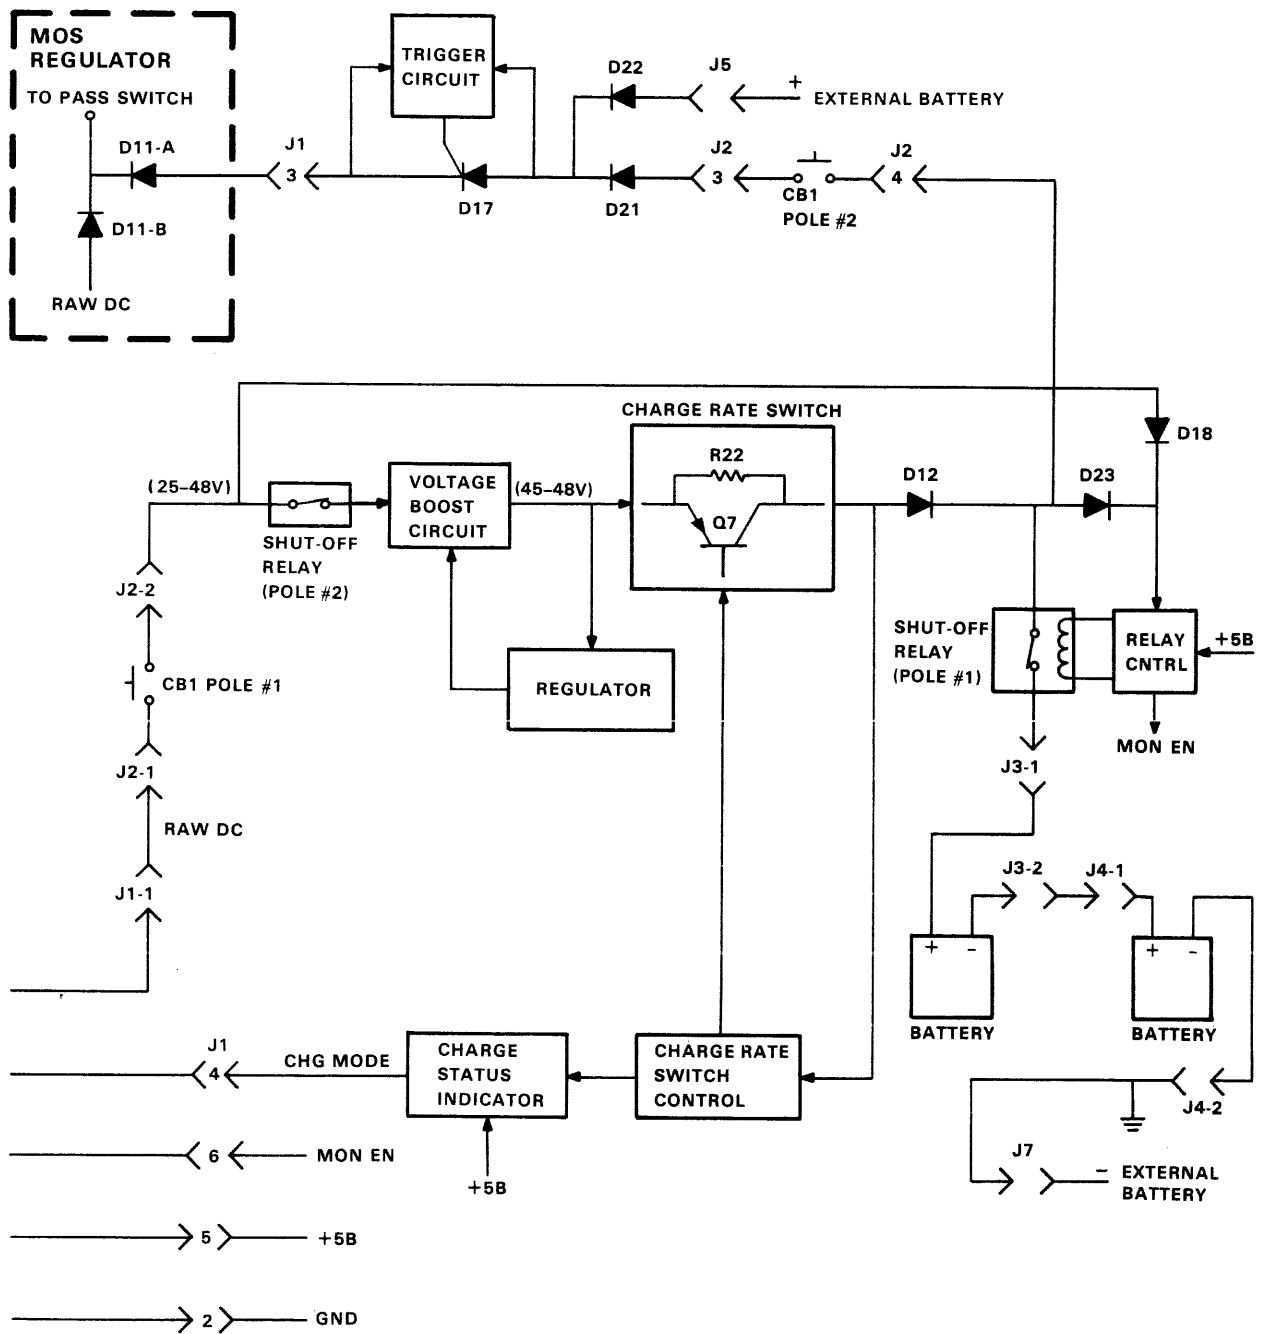 MOS
REGULATOR
TO PASS SWITCH
D11-A
D11-B
RAW DC
J1
3
TRIGGER
CIRCUIT
D17
D22
J5
+
EXTERNAL BATTERY
D21
J2
3
CB1
POLE #2
J2
4
CHARGE RATE SWITCH
R22
Q7
D18
D12
D23
(25-48V)
SHUT-OFF
RELAY
(POLE #2)
VOLTAGE
BOOST
CIRCUIT
(45-48V)
REGULATOR
J2-2
CB1 POLE #1
J2-1
RAW DC
J1-1
SHUT-OFF
RELAY
(POLE #1)
RELAY
CNTRL
+5B
MON EN
J3-1
J3-2
J4-1
+ -
BATTERY
+ -
BATTERY
J4-2
J7
-
EXTERNAL
BATTERY
J1
4
CHG MODE
CHARGE
STATUS
INDICATOR
+5B
CHARGE RATE
SWITCH
CONTROL
6
MON EN
5
+5B
2
GND